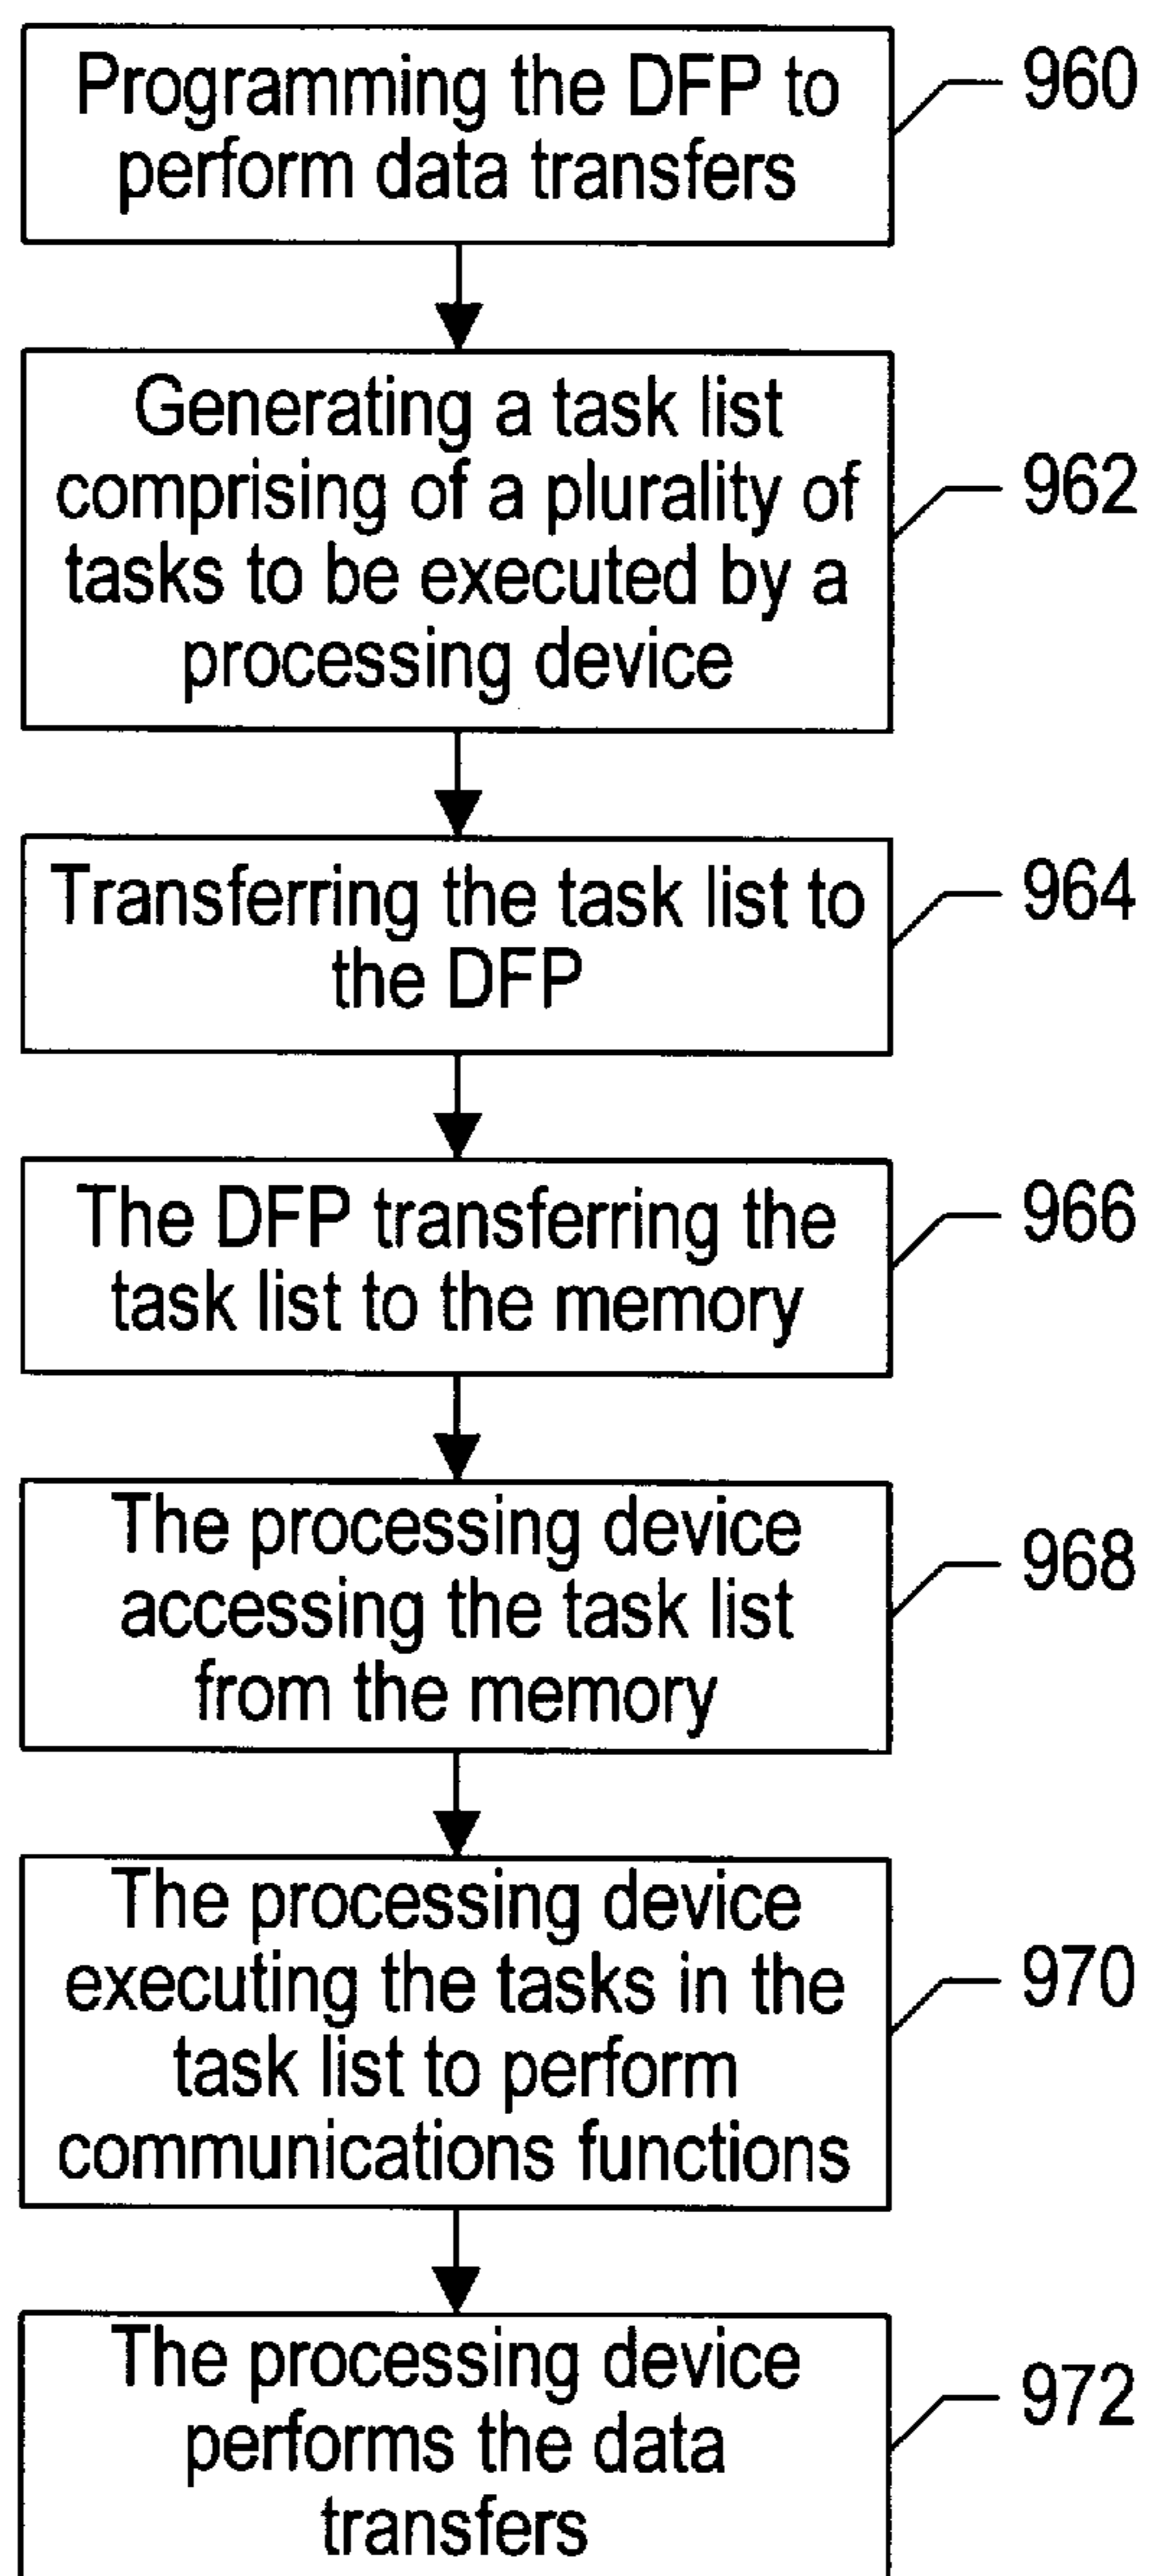 Programming the DFP to
perform data transfers
960
Generating a task list
comprising of a plurality of
tasks to be executed by a
processing device
962
Transferring the task list to
the DFP
964
The DFP transferring the
task list to the memory
966
The processing device
accessing the task list
from the memory
968
The processing device
executing the tasks in the
task list to perform
communications functions
970
The processing device
performs the data
transfers
972